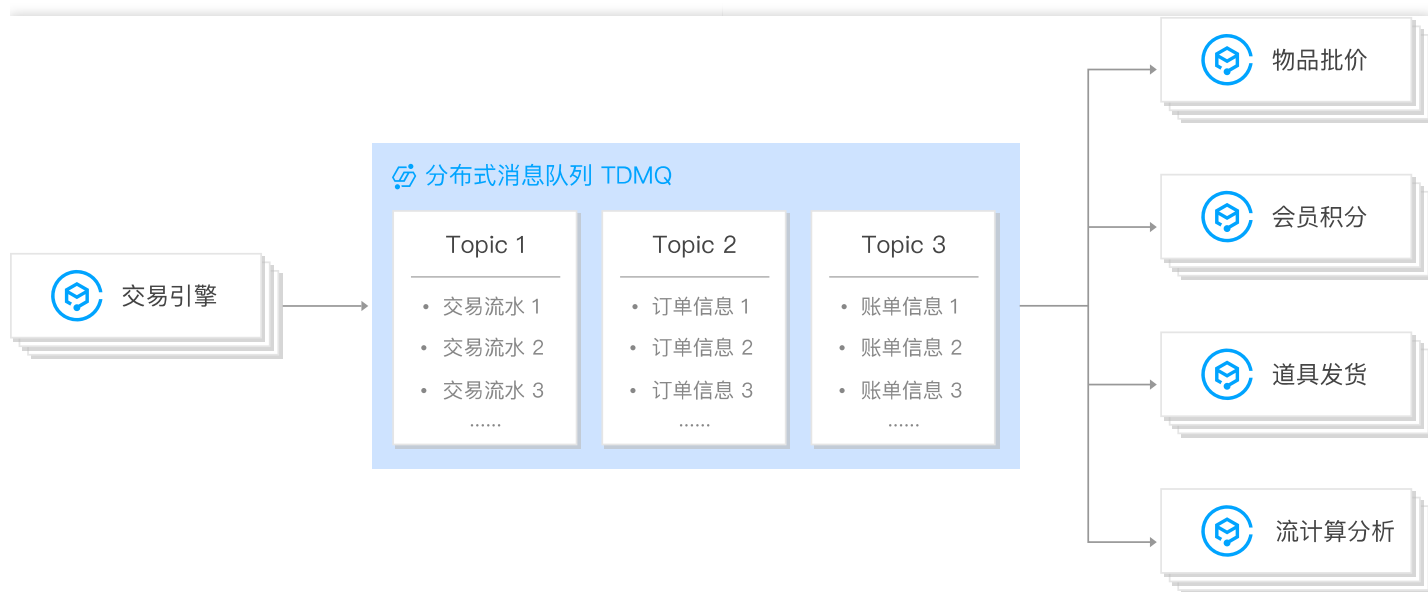 交易引擎
分布式消息队列 TDMQ
Topic 1
• 交易流水 1
• 交易流水 2
• 交易流水 3
......
Topic 2
• 订单信息 1
• 订单信息 2
• 订单信息 3
......
Topic 3
• 账单信息 1
• 账单信息 2
• 账单信息 3
......
物品批价
会员积分
道具发货
流计算分析